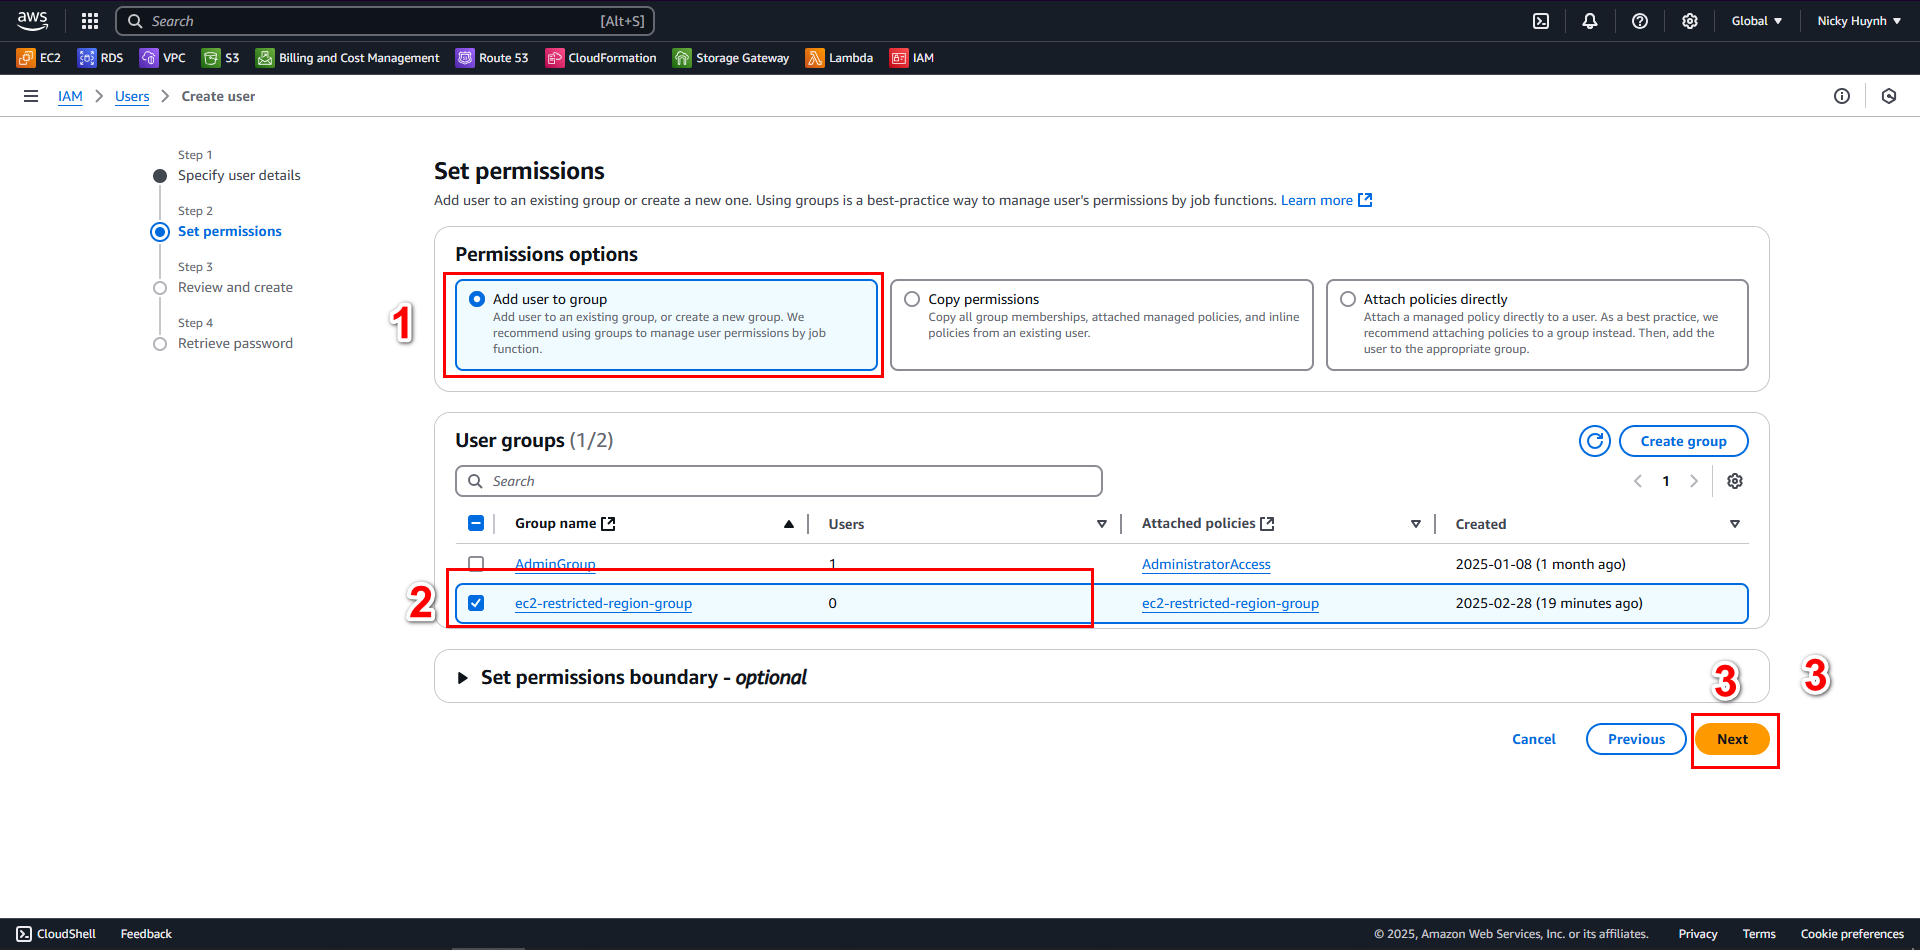 aws Search [Alt+S] Global Nicky Huynh
EC2 RDS VPC S3 Billing and Cost Management Route 53 CloudFormation Storage Gateway Lambda IAM
IAM Users Create user
Step 1
Specify user details
Step 2
Set permissions
Step 3
Review and create
Step 4
Retrieve password
Set permissions
Add user to an existing group or create a new one. Using groups is a best-practice way to manage user's permissions by job functions. Learn more
Permissions options
1
Add user to group
Add user to an existing group, or create a new group. We
recommend using groups to manage user permissions by job
function.
Copy permissions
Copy all group memberships, attached managed policies, and inline
policies from an existing user.
Attach policies directly
Attach a managed policy directly to a user. As a best practice, we
recommend attaching policies to a group instead. Then, add the
user to the appropriate group.
User groups (1/2)
Create group
Search
1
Group name Users Attached policies Created
AdminGroup 1 AdministratorAccess 2025-01-08 (1 month ago)
2
ec2-restricted-region-group 0 ec2-restricted-region-group 2025-02-28 (19 minutes ago)
Set permissions boundary - optional
3 3
Cancel Previous Next
CloudShell Feedback © 2025, Amazon Web Services, Inc. or its affiliates. Privacy Terms Cookie preferences